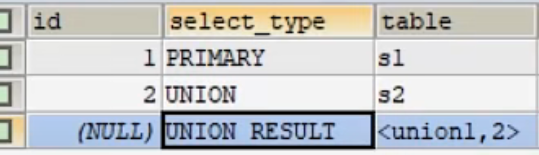 id select_type table
1 PRIMARY s1
2 UNION s2
(NULL) UNION RESULT <union1,2>